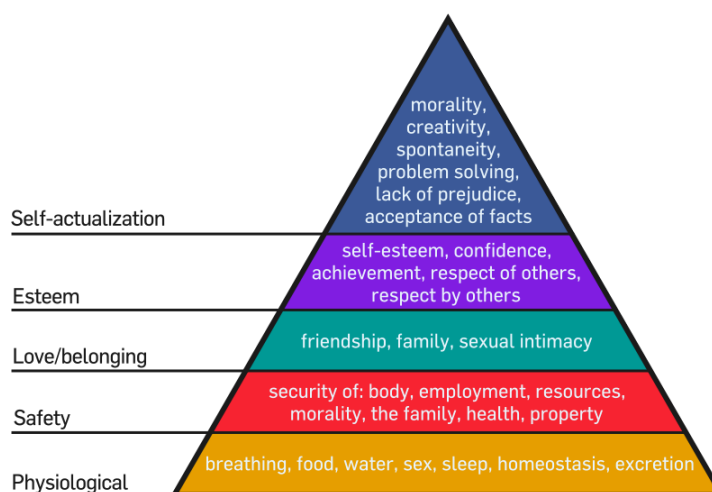 morality,
creativity,
spontaneity,
problem solving,
lack of prejudice,
acceptance of facts
Self-actualization
self-esteem, confidence,
achievement, respect of others,
respect by others
Esteem
friendship, family, sexual intimacy
Love/belonging
security of: body, employment, resources,
morality, the family, health, property
Safety
breathing, food, water, sex, sleep, homeostasis, excretion
Physiological